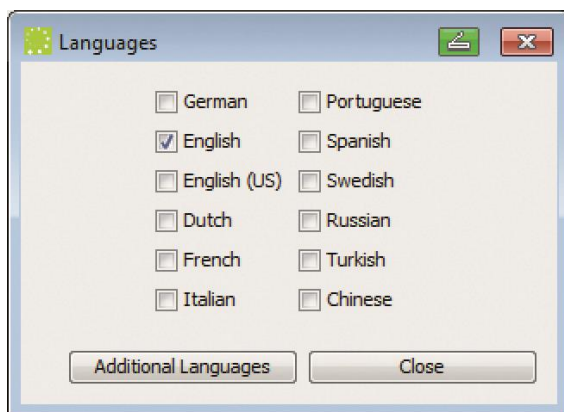 Languages
German
Portuguese
English
Spanish
English (US)
Swedish
Dutch
Russian
French
Turkish
Italian
Chinese
Additional Languages
Close